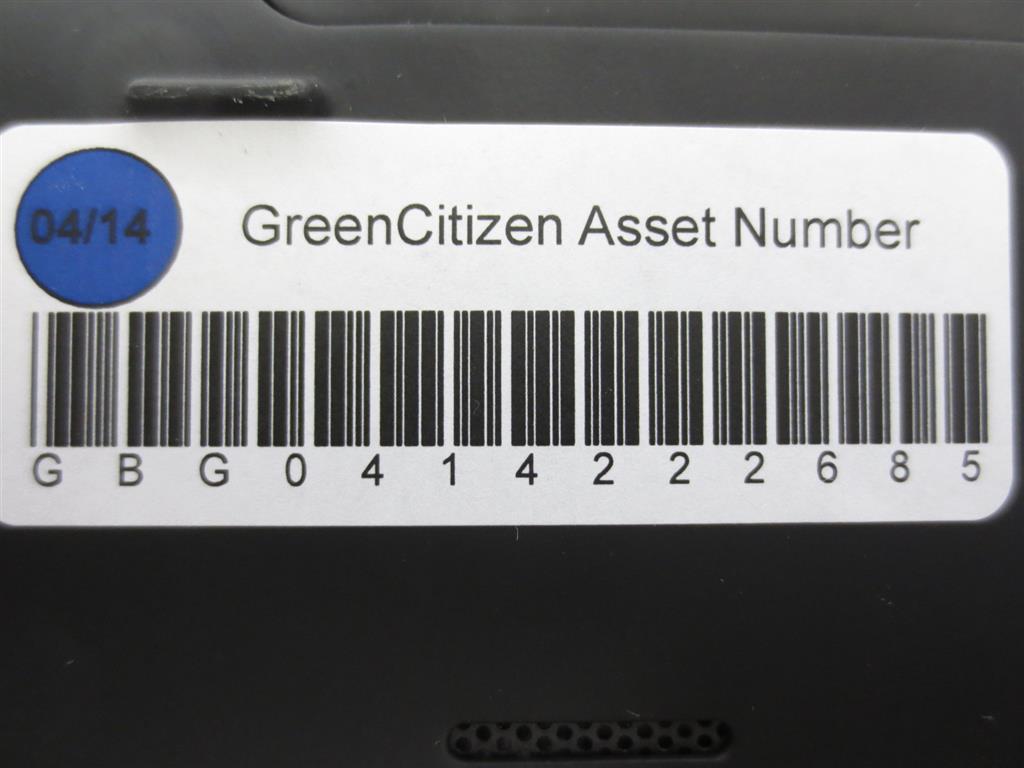 04/14
GreenCitizen Asset Number
G B G 0 4 1 4 2 2 2 6 8 5